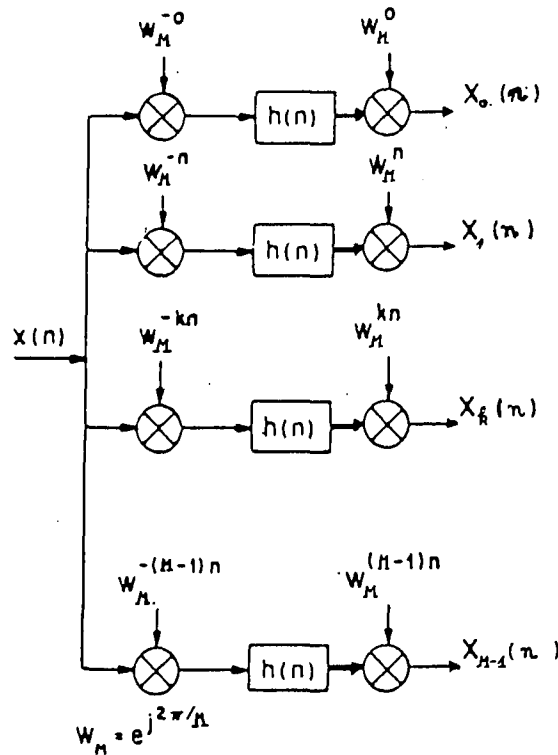 W_M^-0 W_M^0
h(n) X_0.(n)
W_M^-n W_M^n
h(n) X_1(n)
x(n) W_M^-kn W_M^kn
h(n) X_k(n)
W_M.^-(M-1)n W_M^(M-1)n
h(n) X_M-1(n)
W_M = e^j2π/M